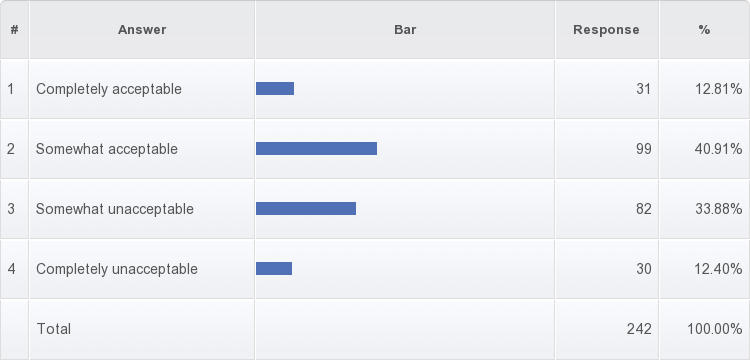 # Answer Bar Response %
1 Completely acceptable 31 12.81%
2 Somewhat acceptable 99 40.91%
3 Somewhat unacceptable 82 33.88%
4 Completely unacceptable 30 12.40%
Total 242 100.00%